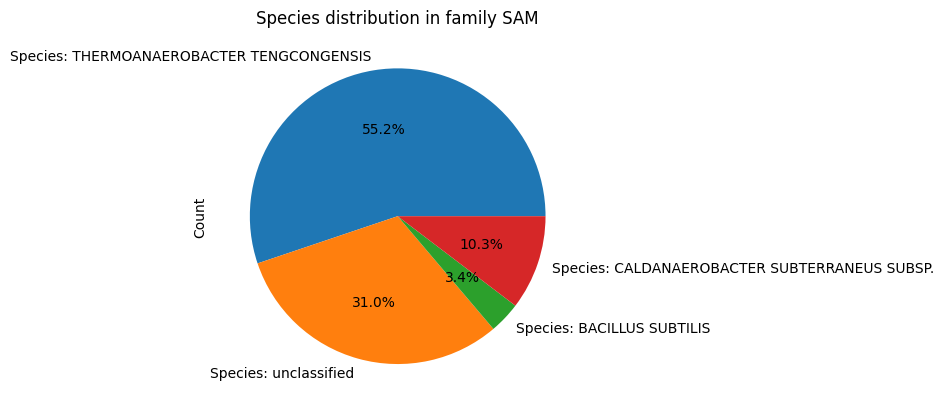 Species distribution in family SAM
Species: THERMOANAEROBACTER TENGCONGENSIS
55.2%
Count
10.3%
Species: CALDANAEROBACTER SUBTERRANEUS SUBSP.
3.4%
31.0%
Species: BACILLUS SUBTILIS
Species: unclassified